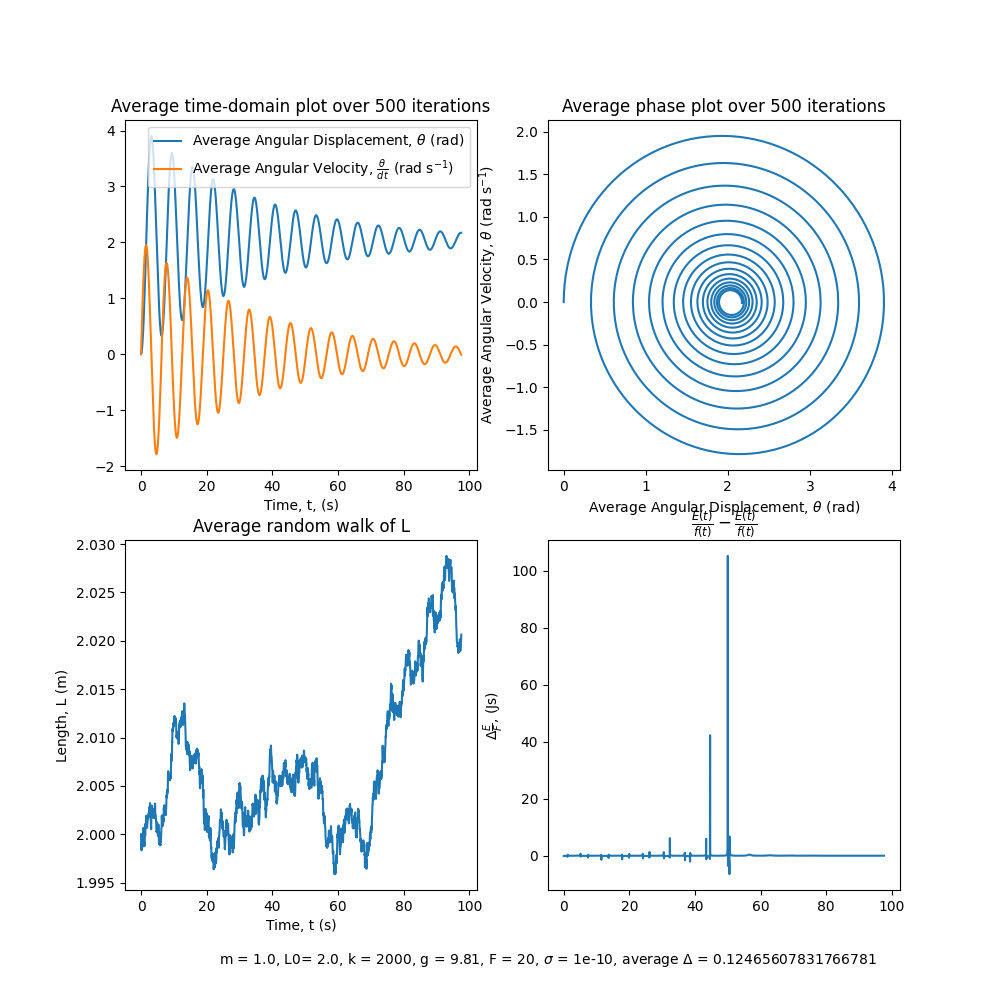 Average time-domain plot over 500 iterations
Average Angular Displacement, θ (rad)
Average Angular Velocity, θ/dt (rad s⁻¹)
4
3
2
1
0
−1
−2
0 20 40 60 80 100
Time, t, (s)
Average phase plot over 500 iterations
Average Angular Velocity, θ (rad s⁻¹)
2.0
1.5
1.0
0.5
0.0
−0.5
−1.0
−1.5
0 1 2 3 4
Average Angular Displacement, θ (rad)
Average random walk of L
Length, L (m)
2.030
2.025
2.020
2.015
2.010
2.005
2.000
1.995
0 20 40 60 80 100
Time, t (s)
E(t)/f(t) − E(t)/f(t)
Δ E/F, (Js)
100
80
60
40
20
0
0 20 40 60 80 100
m = 1.0, L0= 2.0, k = 2000, g = 9.81, F = 20, σ = 1e-10, average Δ = 0.12465607831766781